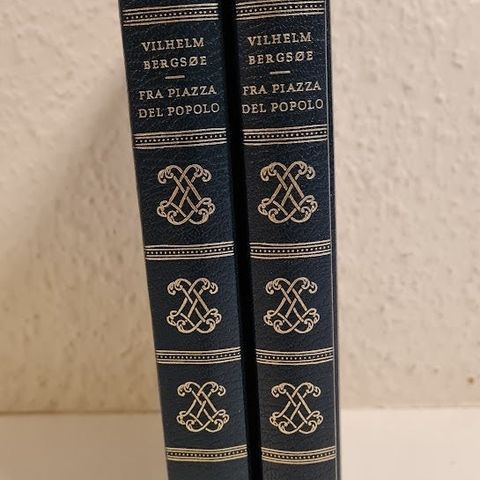 VILHELM
BERGSØE
FRA PIAZZA
DEL POPOLO
VILHELM
BERGSØE
FRA PIAZZA
DEL POPOLO